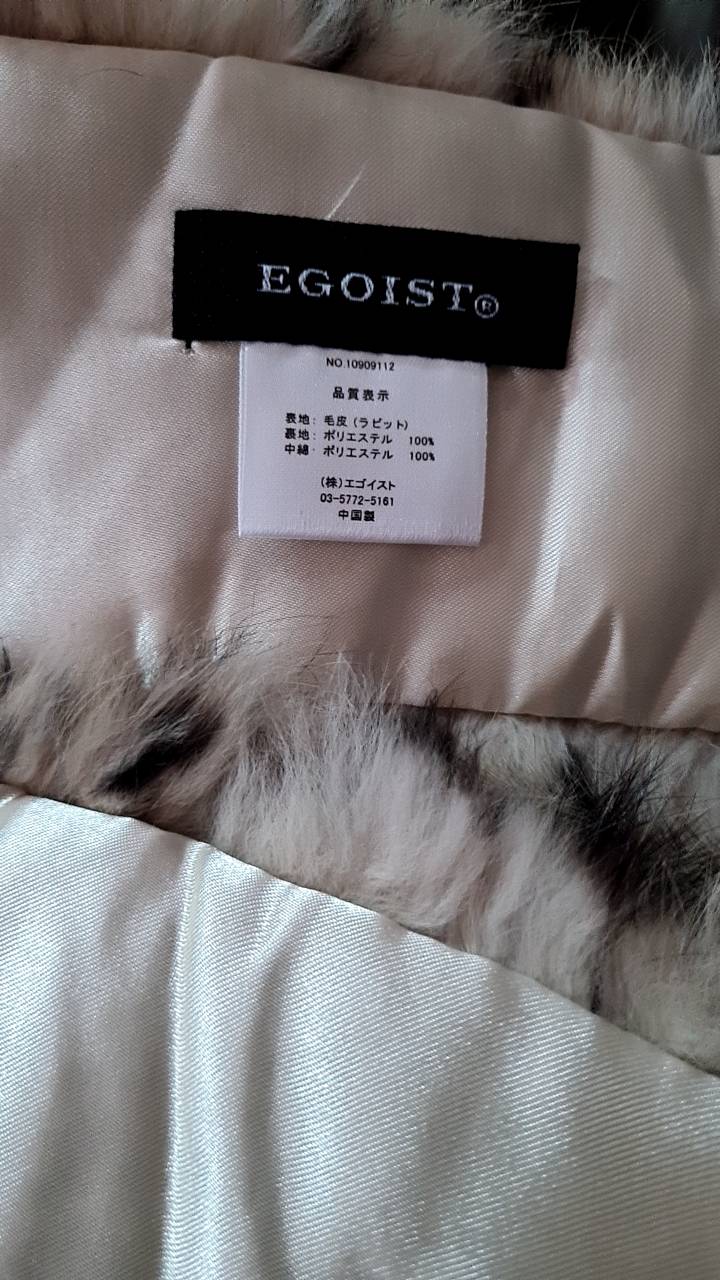 EGOIST®
NO.10909112
品質表示
表地: 毛皮 (ラビット)
裏地: ポリエステル 100%
中綿: ポリエステル 100%
(株)エゴイスト
03-5772-5161
中国製